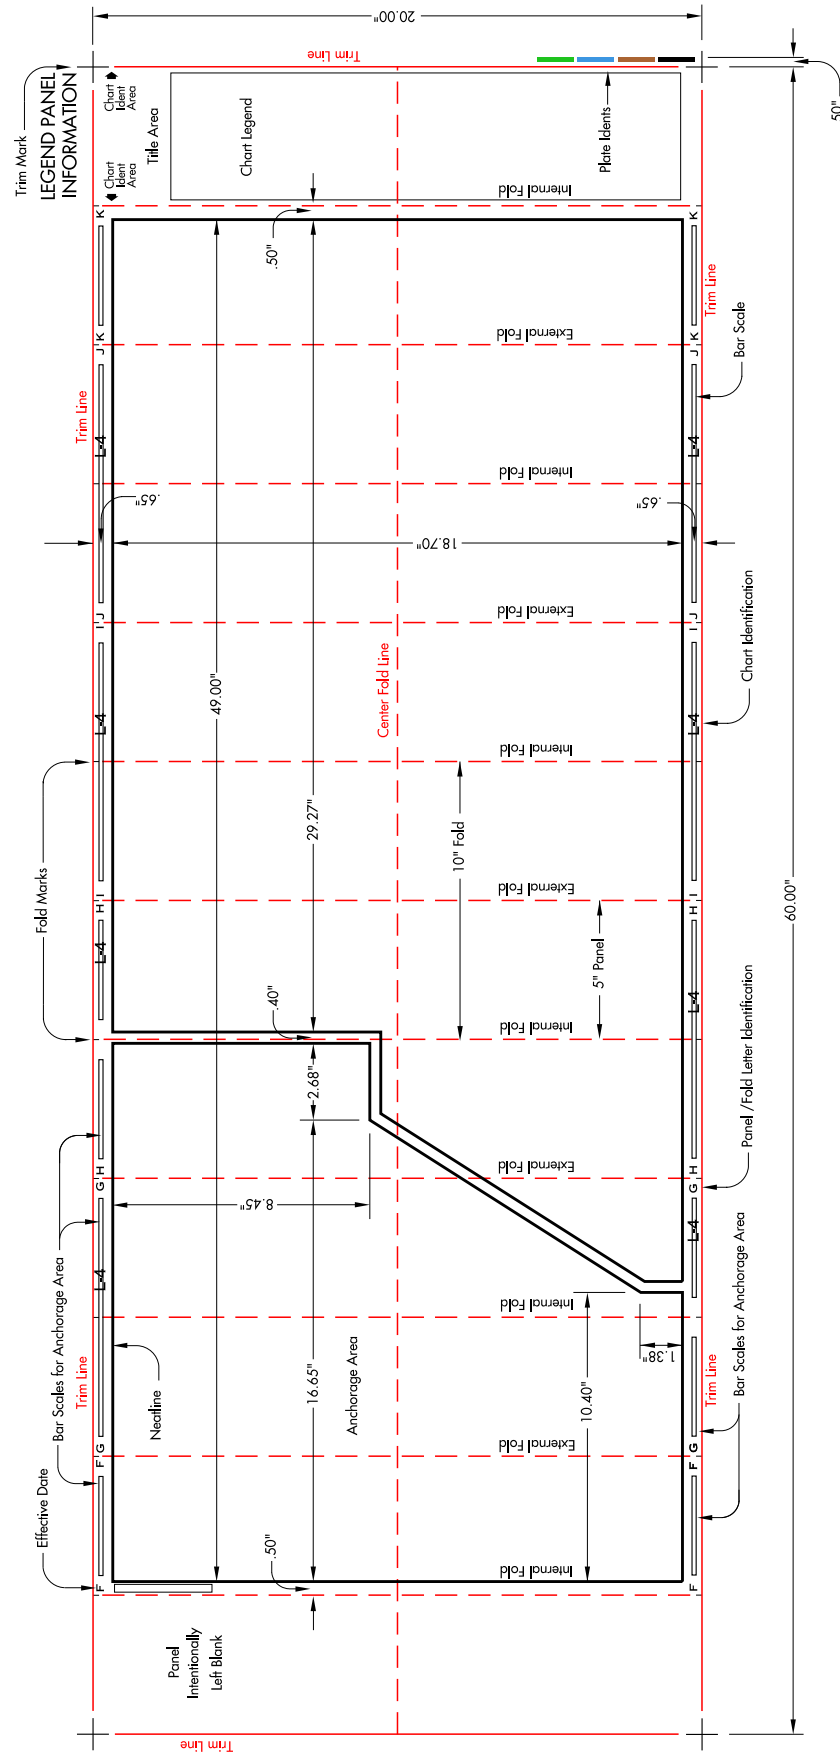 Trim Mark
LEGEND PANEL
INFORMATION
Chart
Ident
Area
Chart
Ident
Area
Title Area
Chart Legend
Plate Idents
Trim Line
20.00"
.50"
60.00"
Internal Fold
.50"
K
K
External Fold
K
K
J
J
Trim Line
Trim Line
Bar Scale
L-4
L-4
Internal Fold
.65"
.65"
18.70"
External Fold
J
J
I
I
Chart Identification
Center Fold Line
49.00"
L-4
L-4
Internal Fold
29.27"
10" Fold
Fold Marks
External Fold
I
I
H
H
5" Panel
L-4
L-4
Internal Fold
.40"
2.68"
Panel /Fold Letter Identification
External Fold
H
H
G
G
8.45"
L-4
L-4
Bar Scales for Anchorage Area
Bar Scales for Anchorage Area
Internal Fold
1.38"
Trim Line
Trim Line
Neatline
16.65"
Anchorage Area
10.40"
External Fold
G
G
F
F
Effective Date
.50"
Internal Fold
F
F
Panel
Intentionally
Left Blank
Trim Line